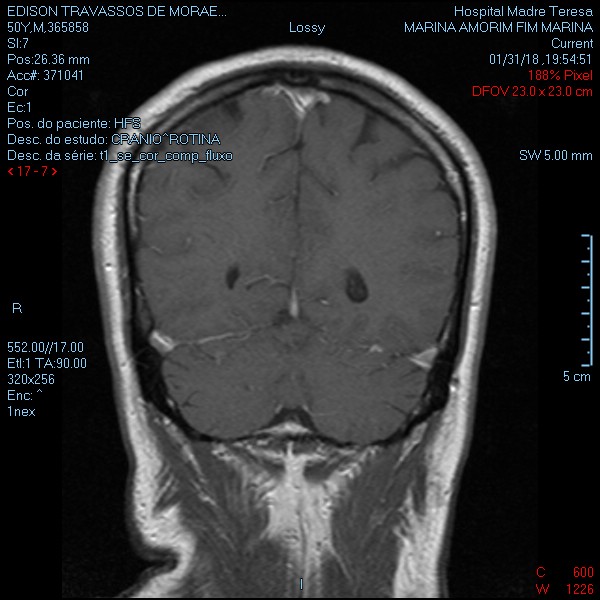 EDISON TRAVASSOS DE MORAE...
50Y,M,365858
Sl:7
Pos:26.36 mm
Acc#: 371041
Cor
Ec:1
Pos. do paciente: HFS
Desc. do estudo: CRANIO^ROTINA
Desc. da série: t1_se_cor_comp_fluxo
< 17 - 7 >
Lossy
Hospital Madre Teresa
MARINA AMORIM FIM MARINA
Current
01/31/18 ,19:54:51
188% Pixel
DFOV 23.0 x 23.0 cm
SW 5.00 mm
R
552.00//17.00
Etl:1 TA:90.00
320x256
Enc: ^
1nex
5 cm
I
C 600
W 1226